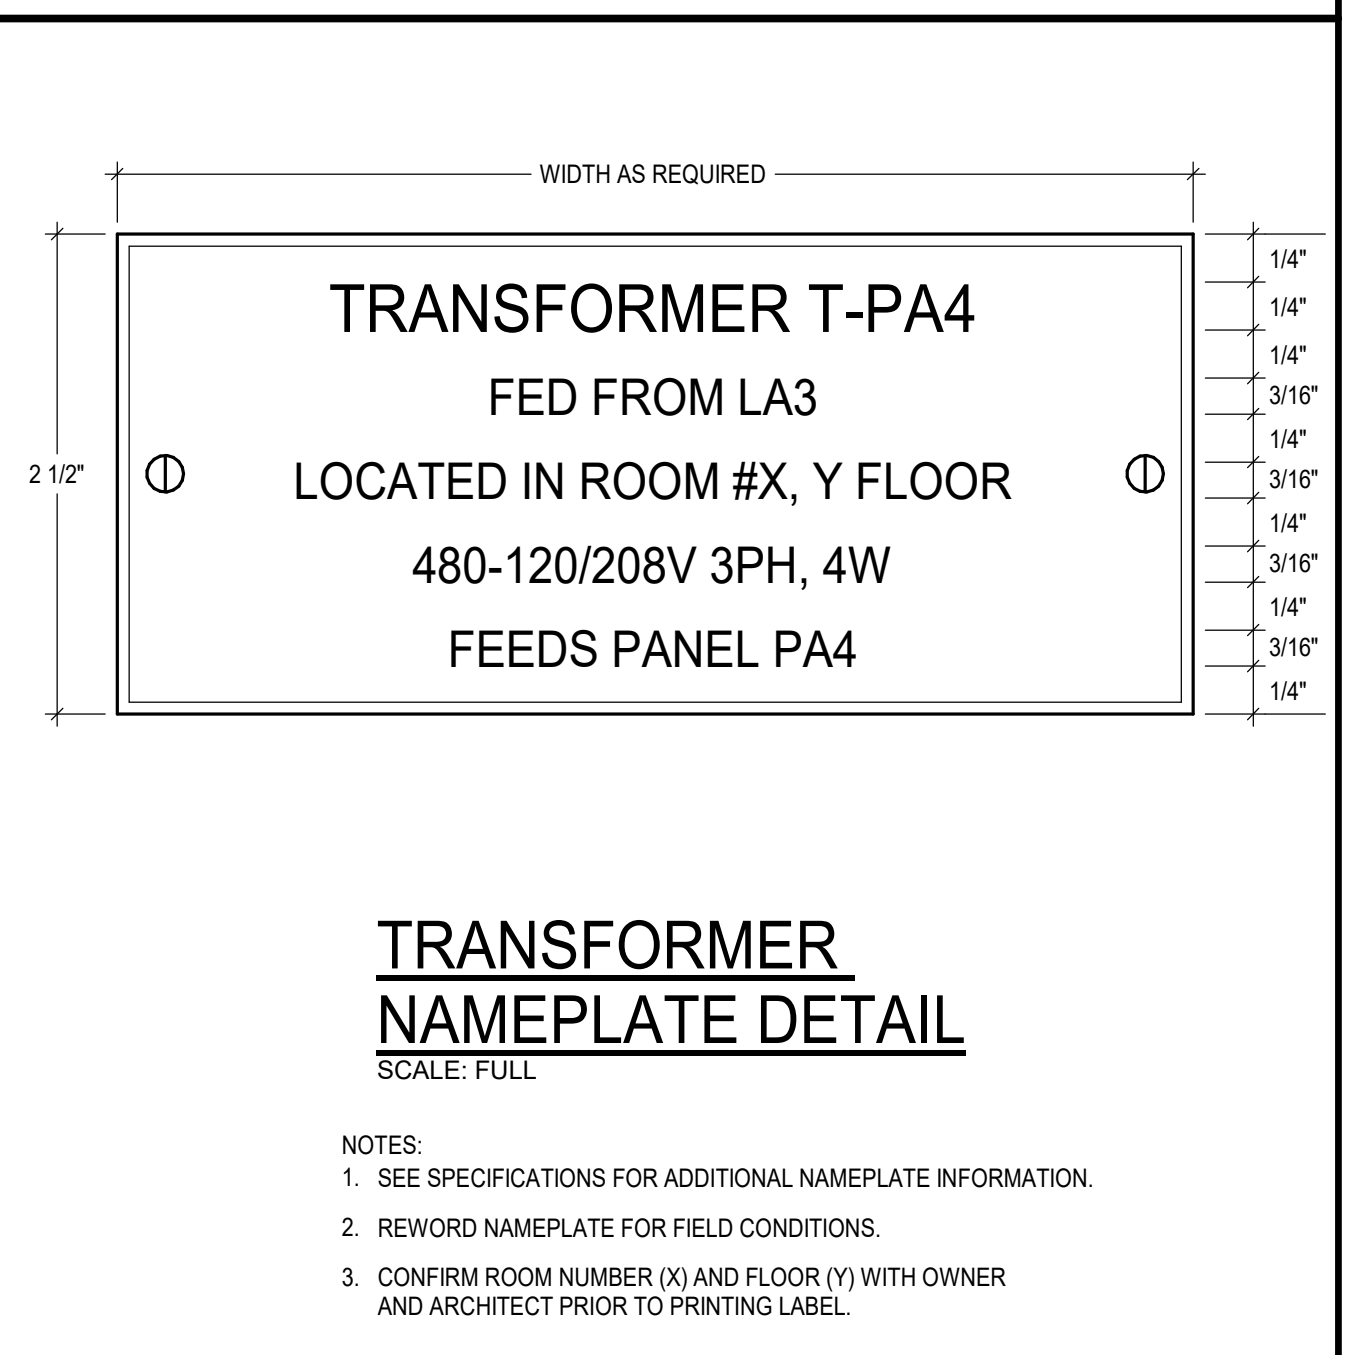 WIDTH AS REQUIRED
2 1/2"
TRANSFORMER T-PA4
FED FROM LA3
LOCATED IN ROOM #X, Y FLOOR
480-120/208V 3PH, 4W
FEEDS PANEL PA4
1/4"
1/4"
1/4"
3/16"
1/4"
3/16"
1/4"
3/16"
1/4"
3/16"
1/4"
TRANSFORMER
NAMEPLATE DETAIL
SCALE: FULL
NOTES:
1. SEE SPECIFICATIONS FOR ADDITIONAL NAMEPLATE INFORMATION.
2. REWORD NAMEPLATE FOR FIELD CONDITIONS.
3. CONFIRM ROOM NUMBER (X) AND FLOOR (Y) WITH OWNER
AND ARCHITECT PRIOR TO PRINTING LABEL.